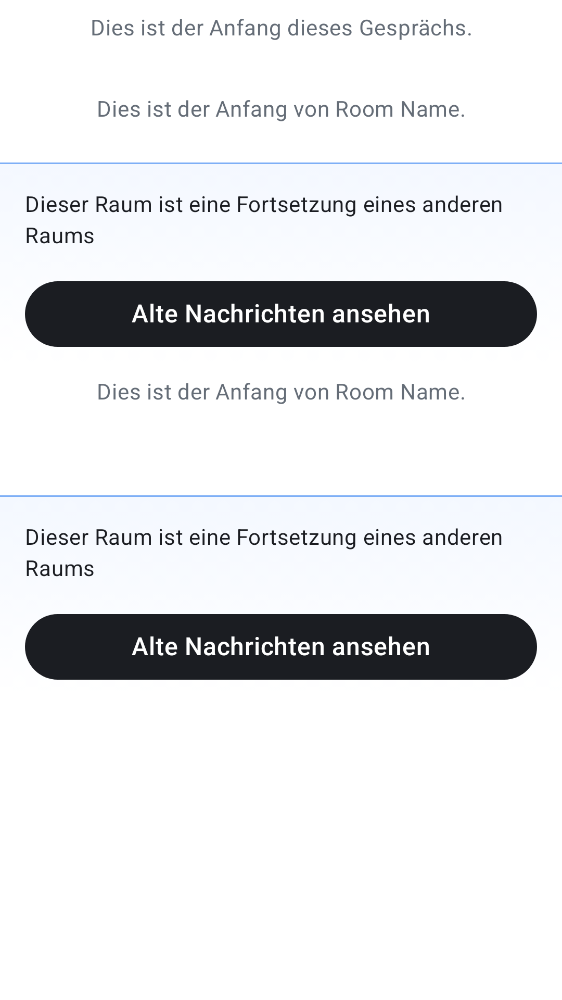 Dies ist der Anfang dieses Gesprächs.
Dies ist der Anfang von Room Name.
Dieser Raum ist eine Fortsetzung eines anderen
Raums
Alte Nachrichten ansehen
Dies ist der Anfang von Room Name.
Dieser Raum ist eine Fortsetzung eines anderen
Raums
Alte Nachrichten ansehen